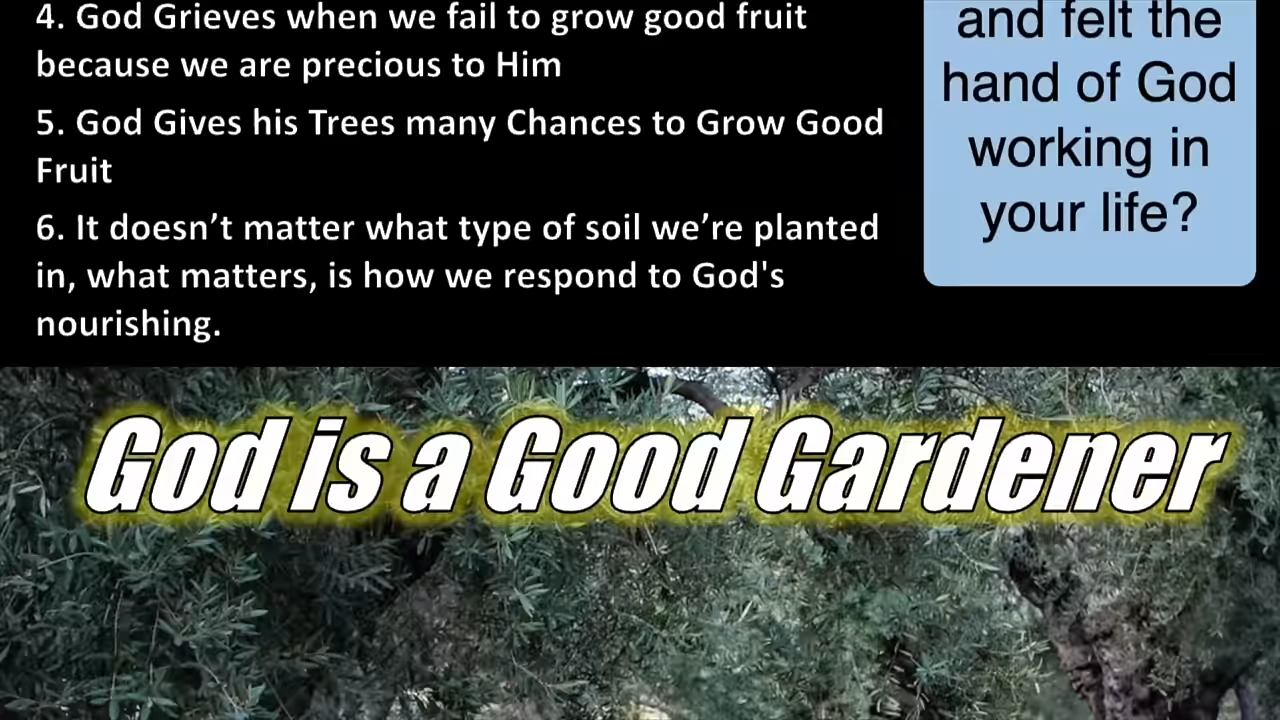 4. God Grieves when we fail to grow good fruit
because we are precious to Him
5. God Gives his Trees many Chances to Grow Good
Fruit
6. It doesn’t matter what type of soil we’re planted
in, what matters, is how we respond to God's
nourishing.
and felt the
hand of God
working in
your life?
God is a Good Gardener